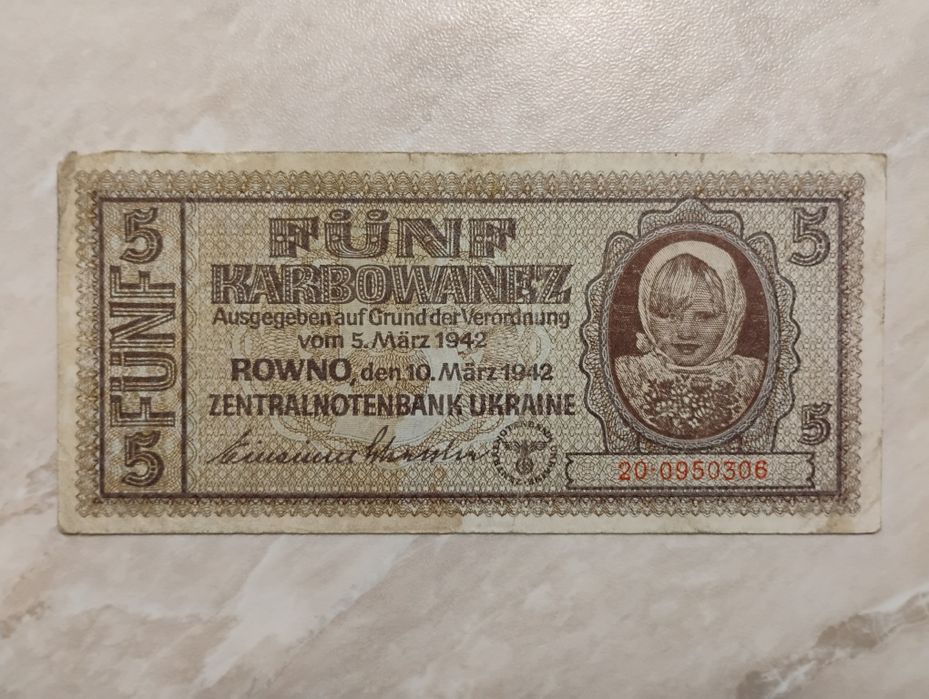 5 FÜNF 5
FÜNF
KARBOWANEZ
Ausgegeben auf Grund der Verordnung
vom 5. März 1942
ROWNO, den 10. März 1942
ZENTRALNOTENBANK UKRAINE
5
5
20·0950306